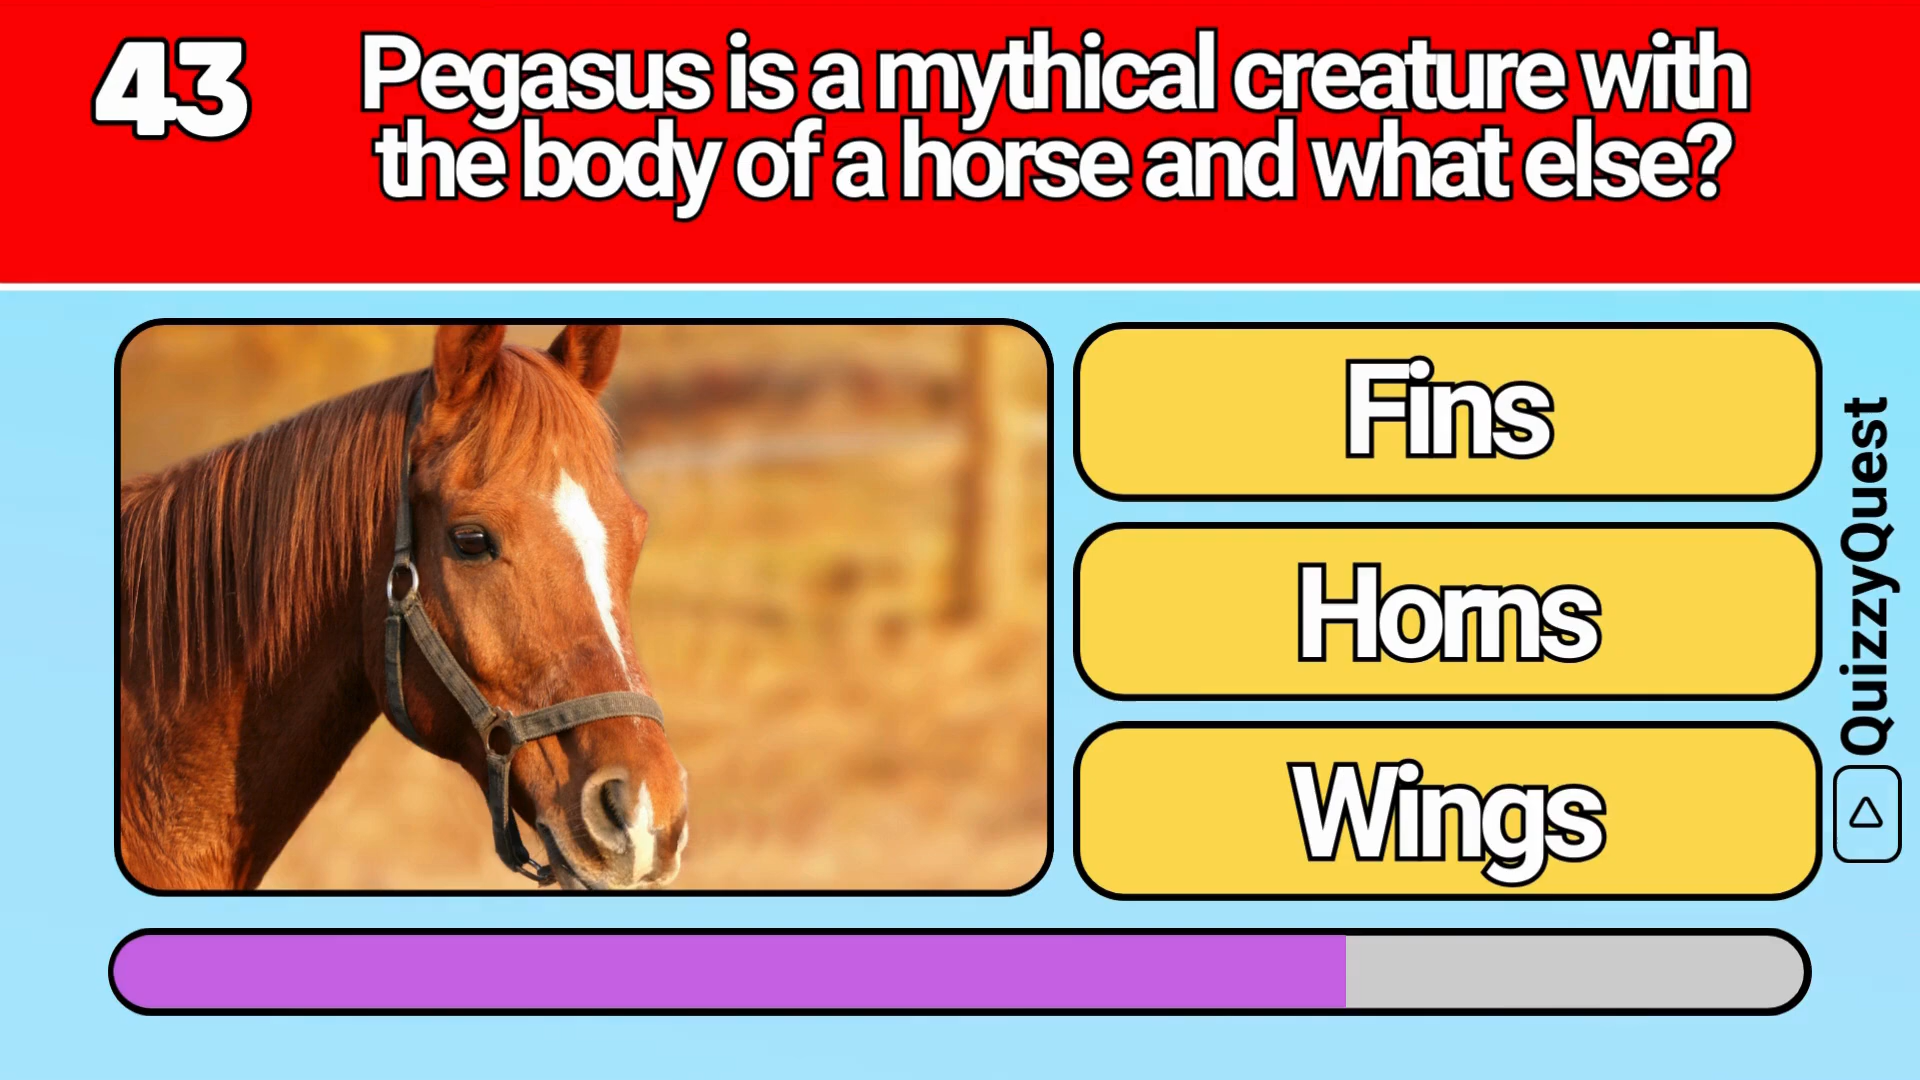 43
Pegasus is a mythical creature with
the body of a horse and what else?
Fins
Horns
Wings
QuizzyQuest